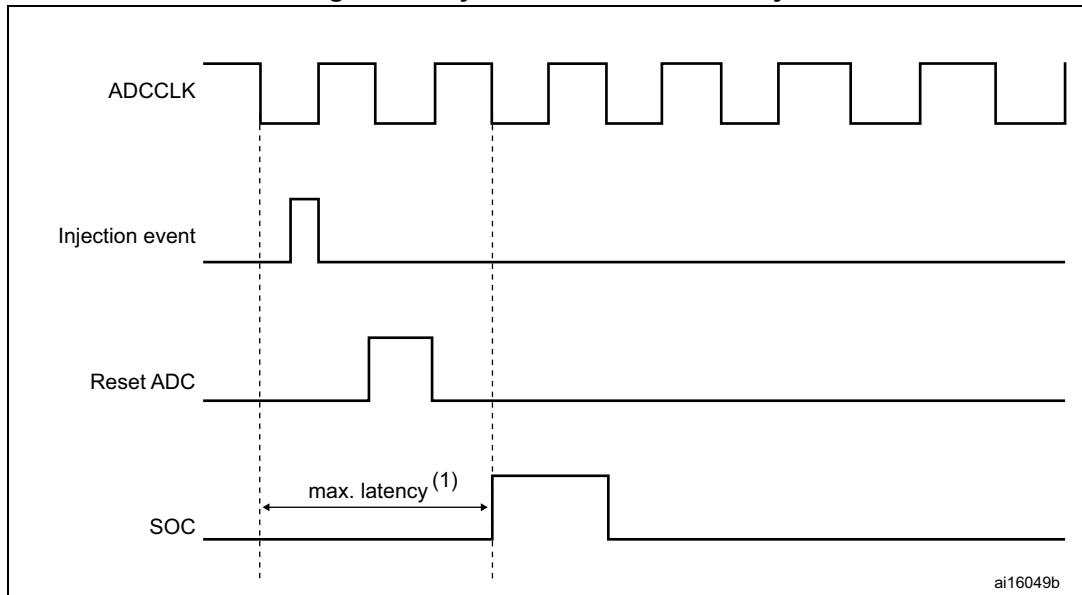 ADCCLK
Injection event
Reset ADC
max. latency (1)
SOC
ai16049b